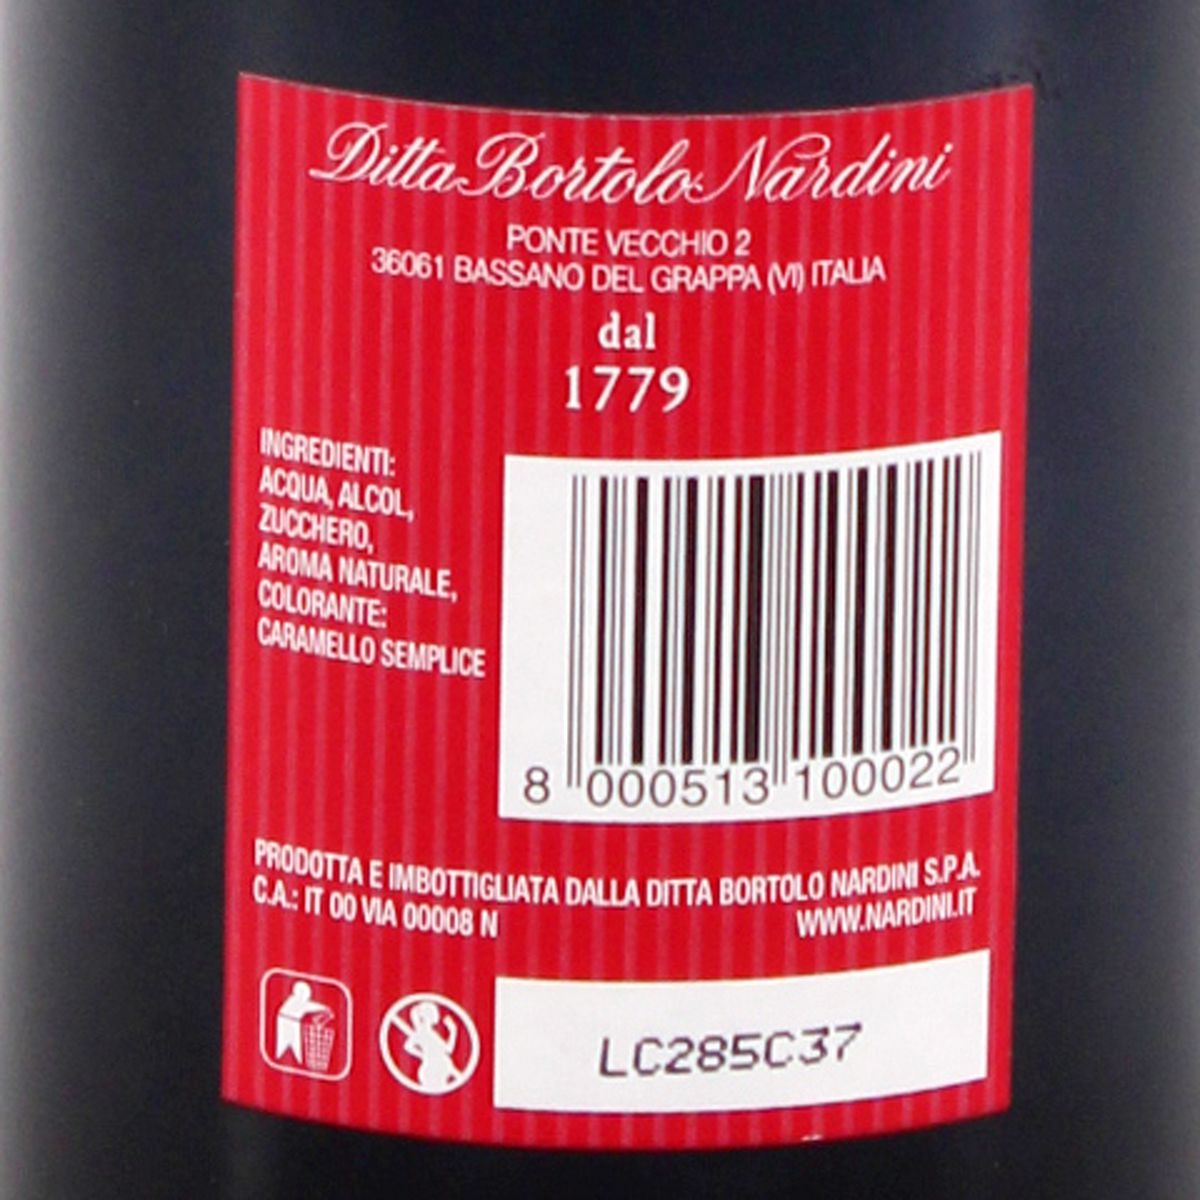 Ditta Bortolo Nardini
PONTE VECCHIO 2
36061 BASSANO DEL GRAPPA (VI) ITALIA
dal
1779
INGREDIENTI:
ACQUA, ALCOL,
ZUCCHERO,
AROMA NATURALE,
COLORANTE:
CARAMELLO SEMPLICE
8 000513 100022
PRODOTTA E IMBOTTIGLIATA DALLA DITTA BORTOLO NARDINI S.P.A.
C.A.: IT 00 VIA 00008 N
WWW.NARDINI.IT
LC285C37